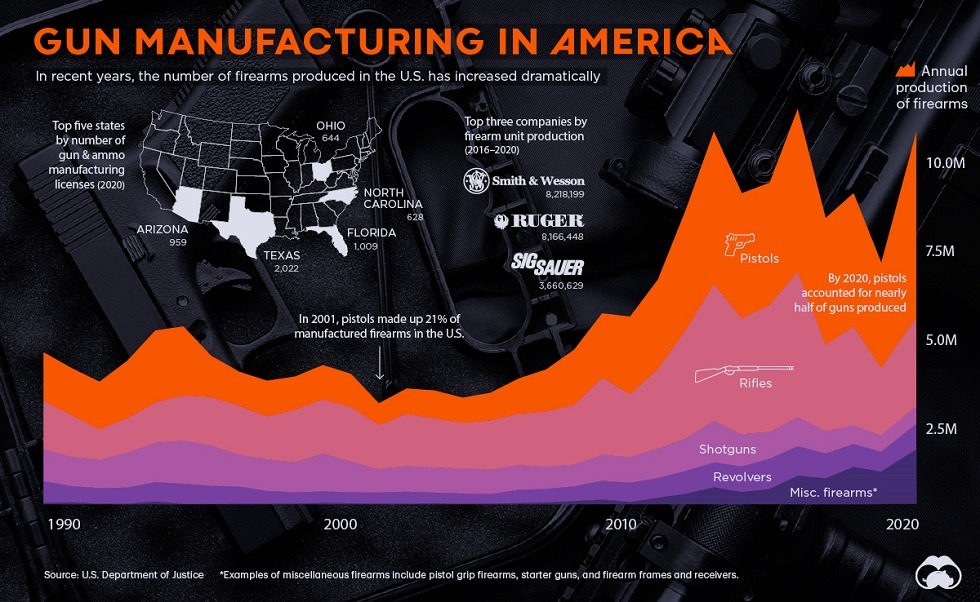 GUN MANUFACTURING IN AMERICA
In recent years, the number of firearms produced in the U.S. has increased dramatically
Annual
production
of firearms
Top five states
by number of
gun & ammo
manufacturing
licenses (2020)
OHIO
644
NORTH
CAROLINA
628
ARIZONA
959
FLORIDA
1,009
TEXAS
2,022
Top three companies by
firearm unit production
(2016–2020)
Smith & Wesson
8,218,199
RUGER
8,166,448
SIG SAUER
3,660,629
In 2001, pistols made up 21% of
manufactured firearms in the U.S.
Pistols
By 2020, pistols
accounted for nearly
half of guns produced
Rifles
Shotguns
Revolvers
Misc. firearms*
10.0M
7.5M
5.0M
2.5M
1990
2000
2010
2020
Source: U.S. Department of Justice *Examples of miscellaneous firearms include pistol grip firearms, starter guns, and firearm frames and receivers.